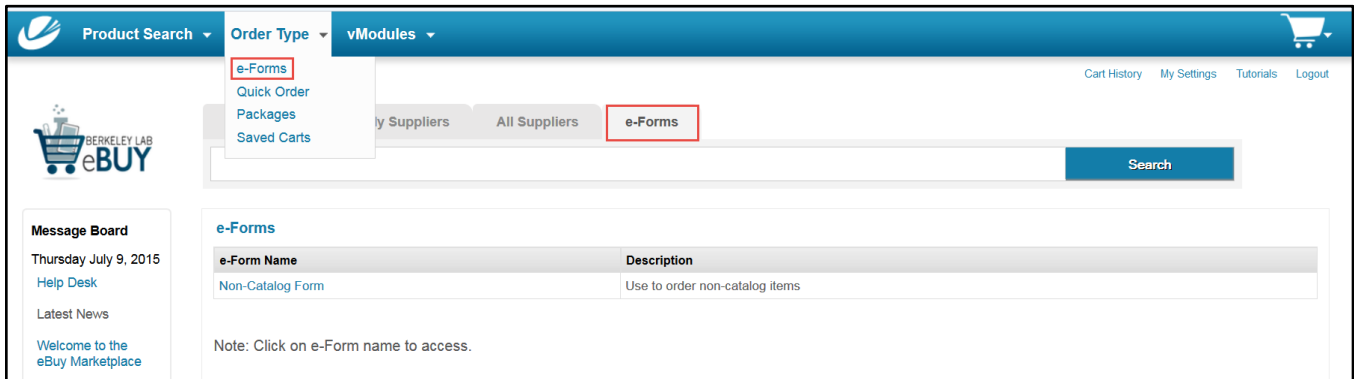 Product Search Order Type vModules
e-Forms
Quick Order
Packages
Saved Carts
Cart History My Settings Tutorials Logout
BERKELEY LAB
eBUY
Suppliers All Suppliers e-Forms
Search
Message Board
Thursday July 9, 2015
Help Desk
Latest News
Welcome to the
eBuy Marketplace
e-Forms
e-Form Name Description
Non-Catalog Form Use to order non-catalog items
Note: Click on e-Form name to access.